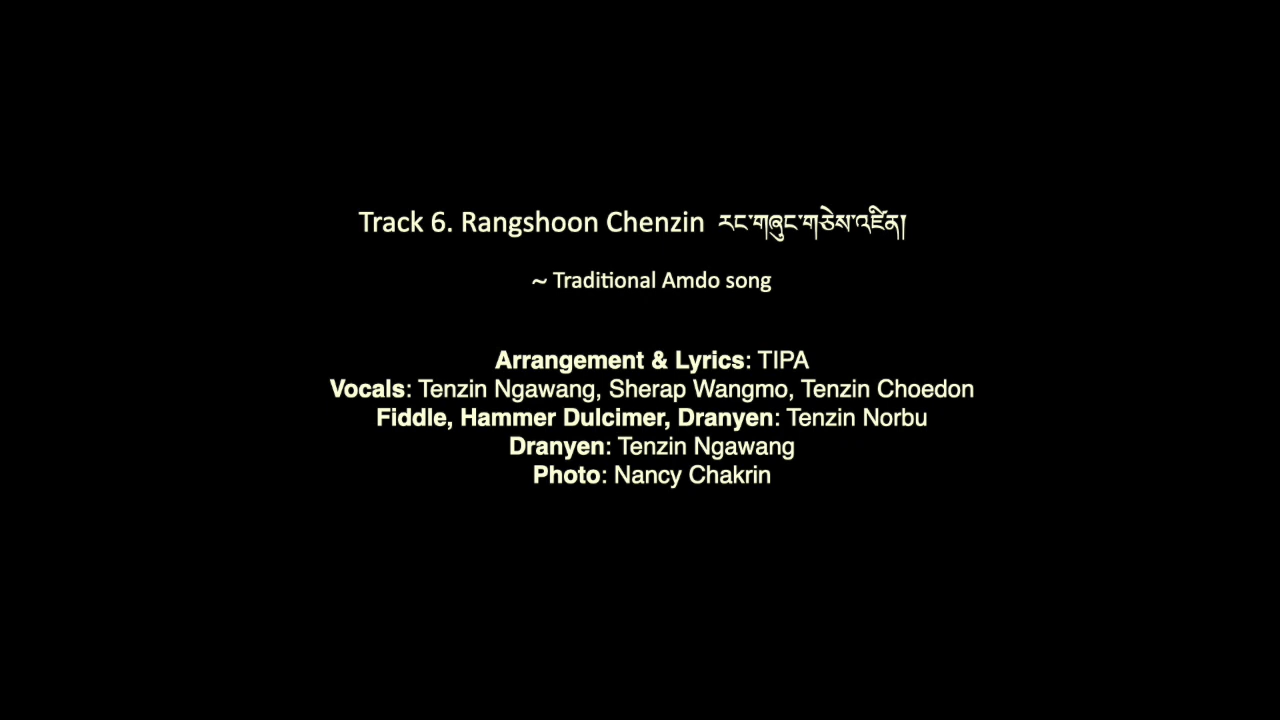 Track 6. Rangshoon Chenzin རང་གཞུང་གཅེས་འཛིན།
~ Traditional Amdo song
Arrangement & Lyrics: TIPA
Vocals: Tenzin Ngawang, Sherap Wangmo, Tenzin Choedon
Fiddle, Hammer Dulcimer, Dranyen: Tenzin Norbu
Dranyen: Tenzin Ngawang
Photo: Nancy Chakrin